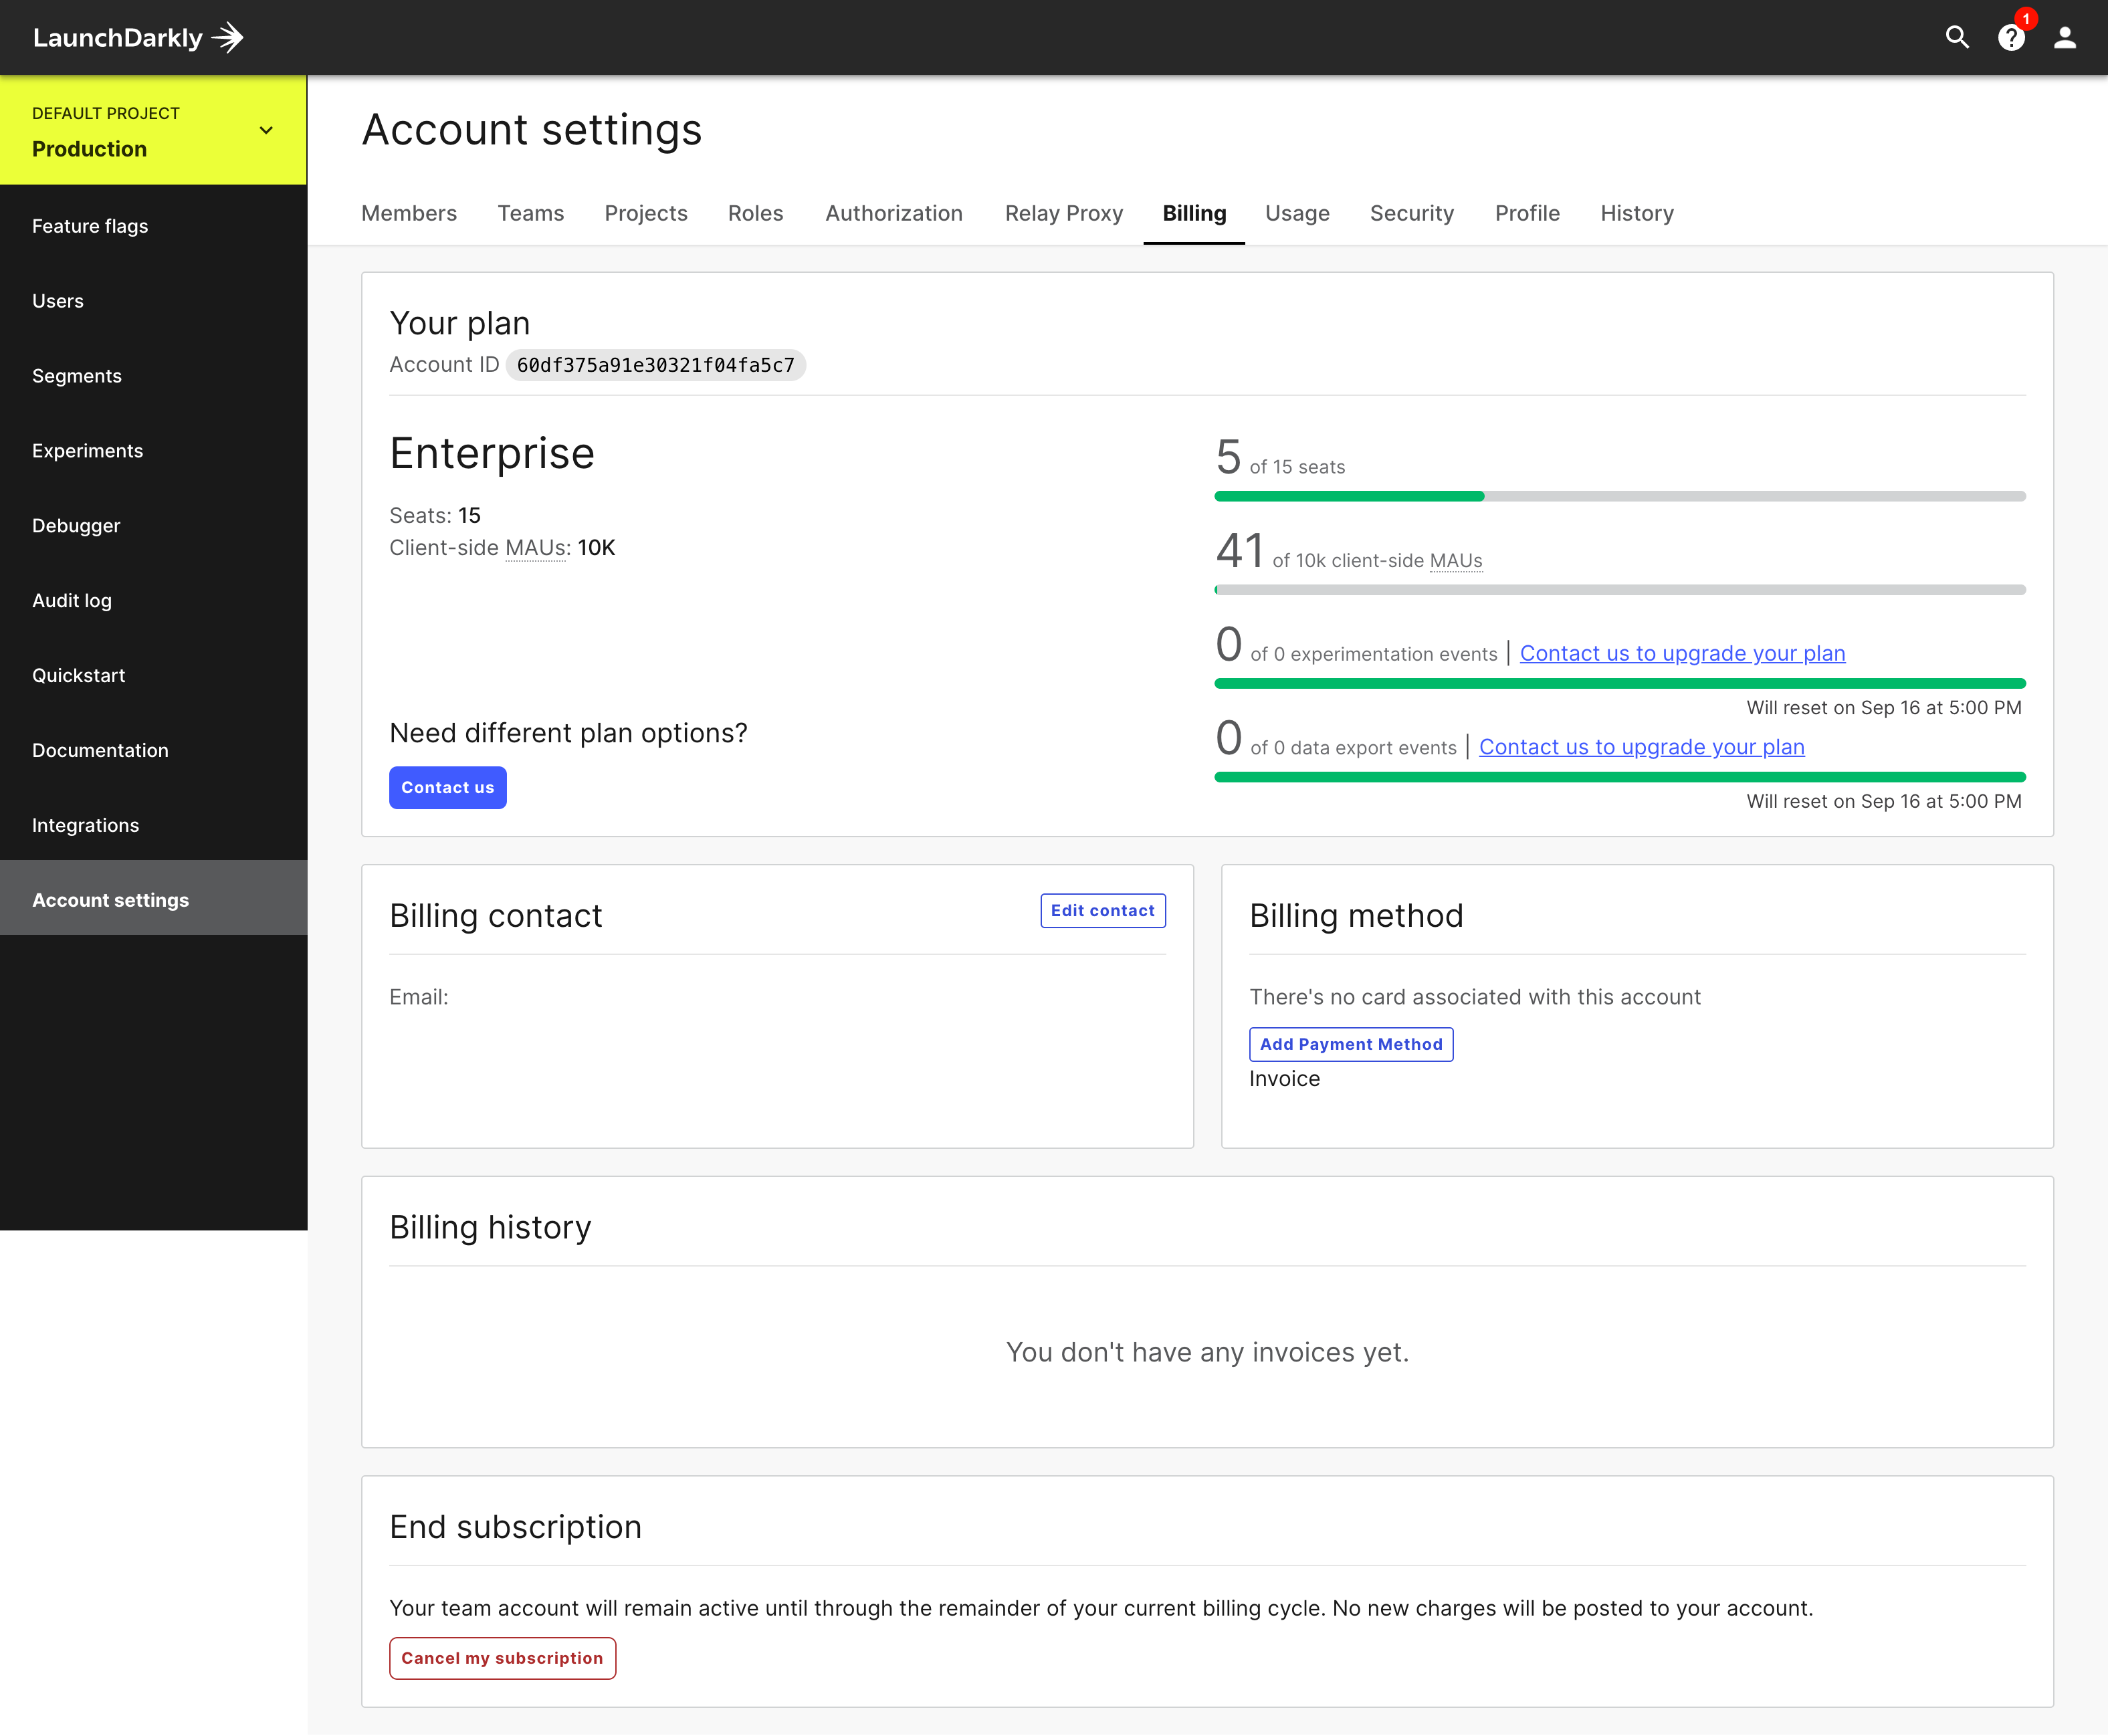 LaunchDarkly
1
DEFAULT PROJECT
Production
Feature flags
Users
Segments
Experiments
Debugger
Audit log
Quickstart
Documentation
Integrations
Account settings
Account settings
Members Teams Projects Roles Authorization Relay Proxy Billing Usage Security Profile History
Your plan
Account ID 60df375a91e30321f04fa5c7
Enterprise
Seats: 15
Client-side MAUs: 10K
Need different plan options?
Contact us
5 of 15 seats
41 of 10k client-side MAUs
0 of 0 experimentation events | Contact us to upgrade your plan
Will reset on Sep 16 at 5:00 PM
0 of 0 data export events | Contact us to upgrade your plan
Will reset on Sep 16 at 5:00 PM
Billing contact
Edit contact
Email:
Billing method
There's no card associated with this account
Add Payment Method
Invoice
Billing history
You don't have any invoices yet.
End subscription
Your team account will remain active until through the remainder of your current billing cycle. No new charges will be posted to your account.
Cancel my subscription